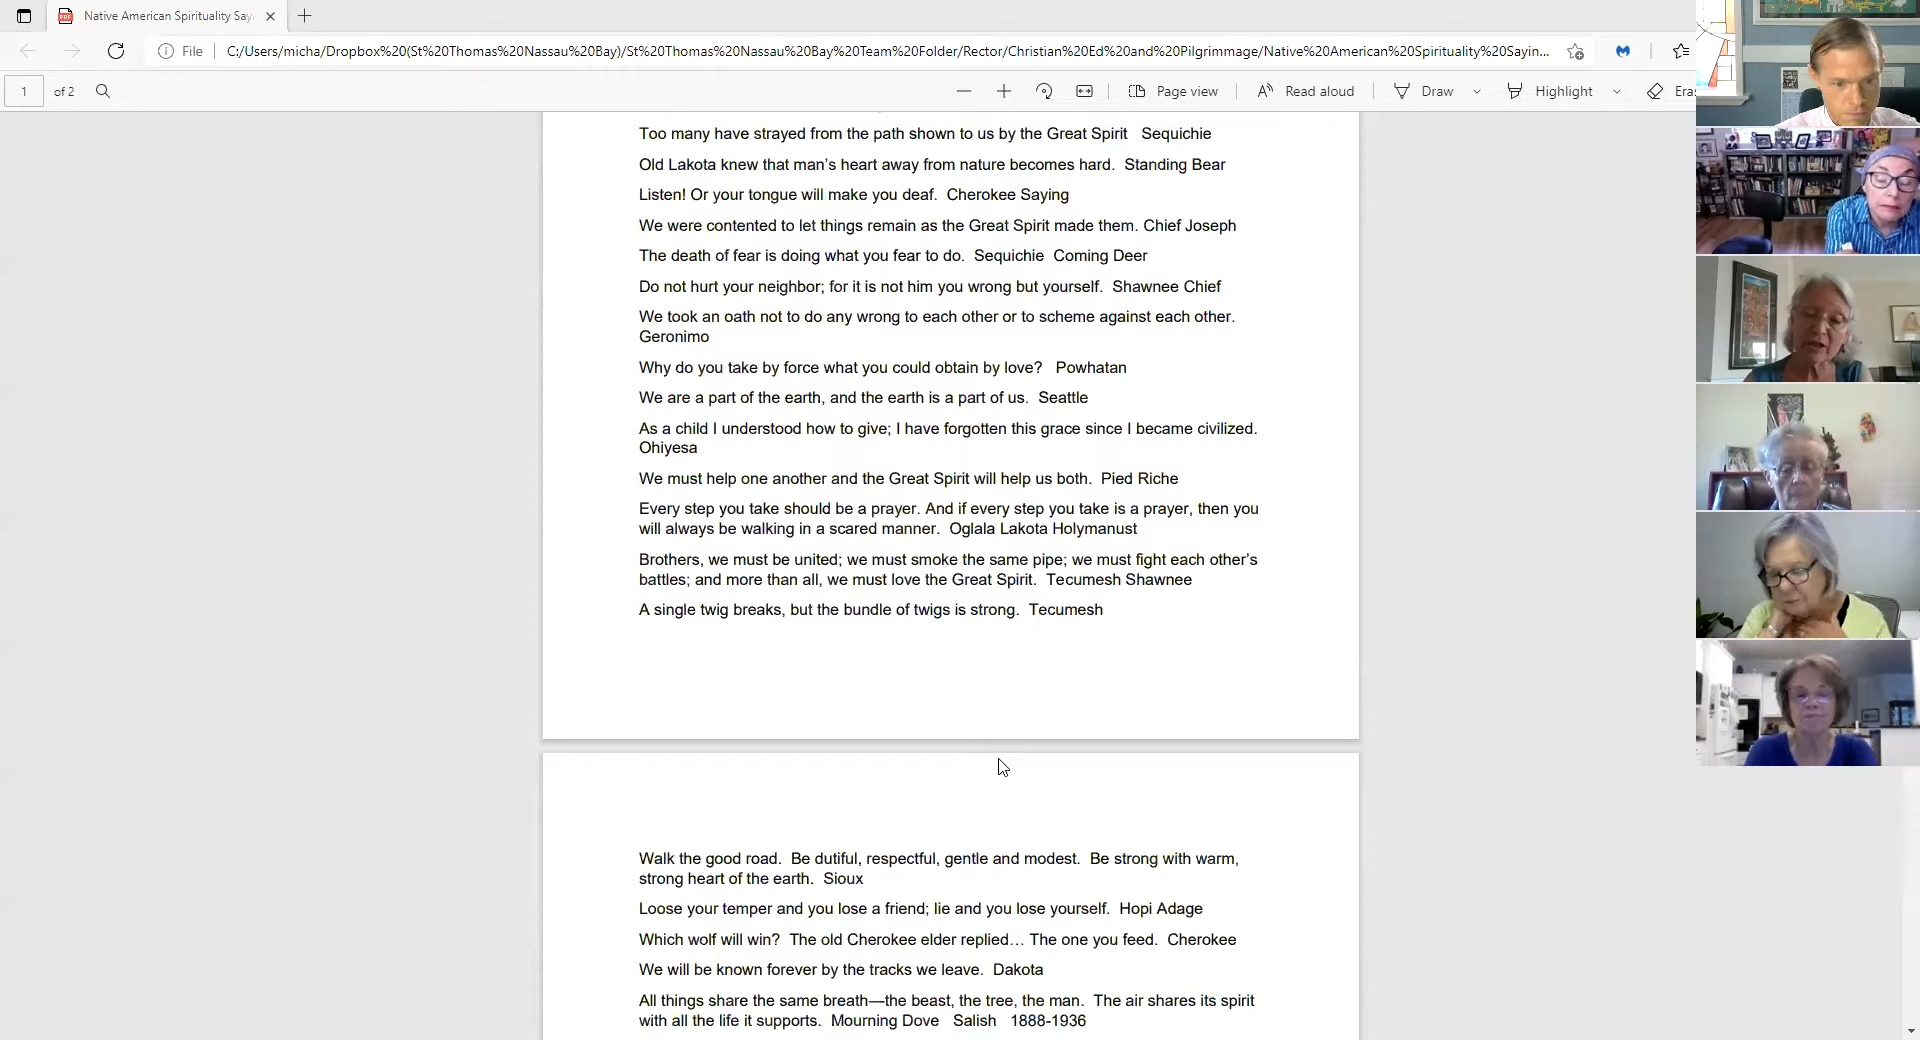 Native American Spirituality Say
File
C:/Users/micha/Dropbox%20(St%20Thomas%20Nassau%20Bay)/St%20Thomas%20Nassau%20Bay%20Team%20Folder/Rector/Christian%20Ed%20and%20Pilgrimmage/Native%20American%20Spirituality%20Sayin...
1 of 2
Page view
Read aloud
Draw
Highlight
Eras
Too many have strayed from the path shown to us by the Great Spirit Sequichie
Old Lakota knew that man’s heart away from nature becomes hard. Standing Bear
Listen! Or your tongue will make you deaf. Cherokee Saying
We were contented to let things remain as the Great Spirit made them. Chief Joseph
The death of fear is doing what you fear to do. Sequichie Coming Deer
Do not hurt your neighbor; for it is not him you wrong but yourself. Shawnee Chief
We took an oath not to do any wrong to each other or to scheme against each other.
Geronimo
Why do you take by force what you could obtain by love? Powhatan
We are a part of the earth, and the earth is a part of us. Seattle
As a child I understood how to give; I have forgotten this grace since I became civilized.
Ohiyesa
We must help one another and the Great Spirit will help us both. Pied Riche
Every step you take should be a prayer. And if every step you take is a prayer, then you
will always be walking in a scared manner. Oglala Lakota Holymanust
Brothers, we must be united; we must smoke the same pipe; we must fight each other’s
battles; and more than all, we must love the Great Spirit. Tecumesh Shawnee
A single twig breaks, but the bundle of twigs is strong. Tecumesh
Walk the good road. Be dutiful, respectful, gentle and modest. Be strong with warm,
strong heart of the earth. Sioux
Loose your temper and you lose a friend; lie and you lose yourself. Hopi Adage
Which wolf will win? The old Cherokee elder replied… The one you feed. Cherokee
We will be known forever by the tracks we leave. Dakota
All things share the same breath—the beast, the tree, the man. The air shares its spirit
with all the life it supports. Mourning Dove Salish 1888-1936